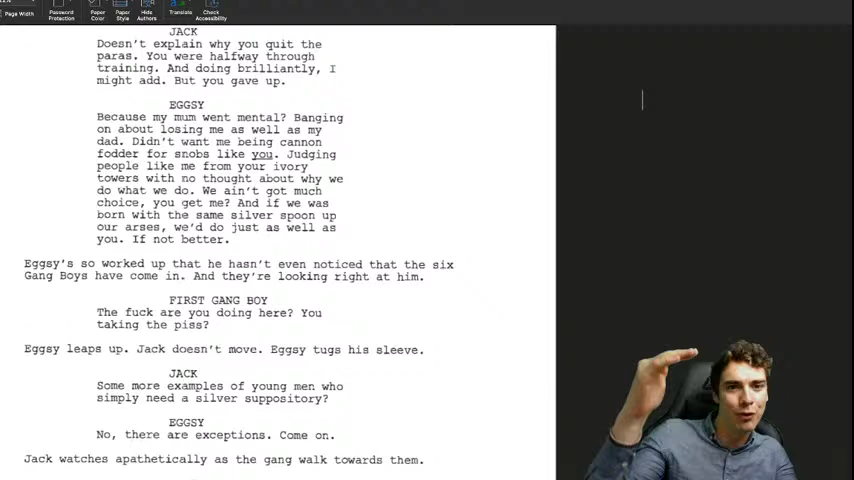 Page Width
Password
Protection
Paper
Color
Paper
Style
Hide
Authors
Translate
Check
Accessibility
JACK
Doesn't explain why you quit the
paras. You were halfway through
training. And doing brilliantly, I
might add. But you gave up.
EGGSY
Because my mum went mental? Banging
on about losing me as well as my
dad. Didn't want me being cannon
fodder for snobs like you. Judging
people like me from your ivory
towers with no thought about why we
do what we do. We ain't got much
choice, you get me? And if we was
born with the same silver spoon up
our arses, we'd do just as well as
you. If not better.
Eggsy's so worked up that he hasn't even noticed that the six
Gang Boys have come in. And they're looking right at him.
FIRST GANG BOY
The fuck are you doing here? You
taking the piss?
Eggsy leaps up. Jack doesn't move. Eggsy tugs his sleeve.
JACK
Some more examples of young men who
simply need a silver suppository?
EGGSY
No, there are exceptions. Come on.
Jack watches apathetically as the gang walk towards them.